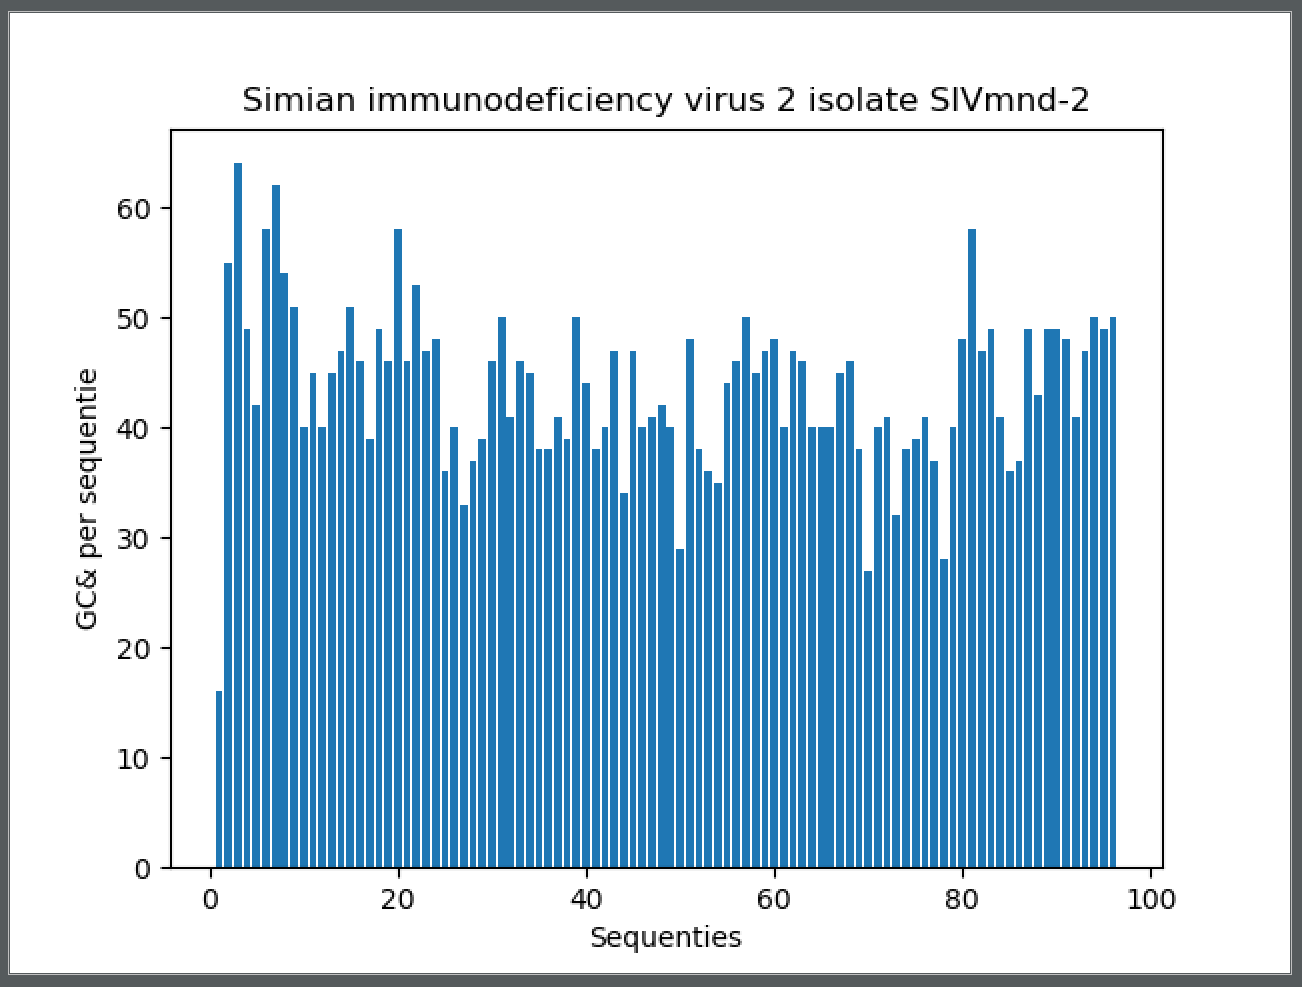 Simian immunodeficiency virus 2 isolate SIVmnd-2
60
50
40
30
20
10
0
GC& per sequentie
0 20 40 60 80 100
Sequenties